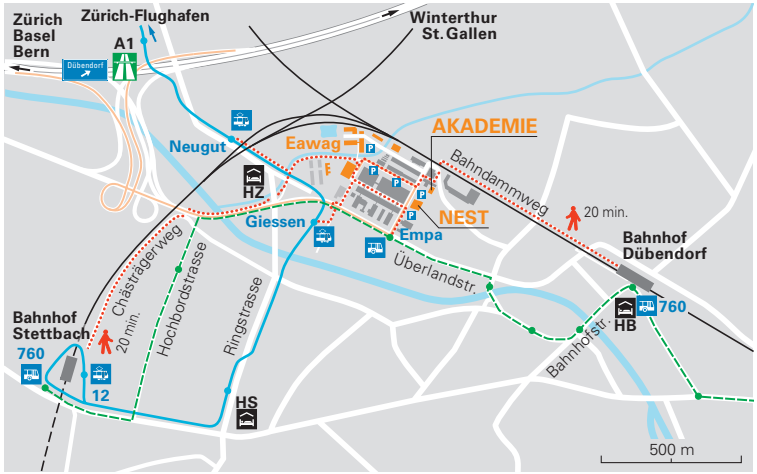 Zürich
Basel
Bern
Zürich-Flughafen
A1
Dübendorf
Winterthur
St. Gallen
Neugut
Eawag
AKADEMIE
P
P
P
P
P
P
HZ
NEST
Bahndammweg
20 min.
Giessen
Empa
Bahnhof
Dübendorf
Chästrägerweg
Hochbordstrasse
Überlandstr.
Ringstrasse
20 min.
Bahnhof
Stettbach
760
12
HS
Bahnhofstr.
HB
760
500 m